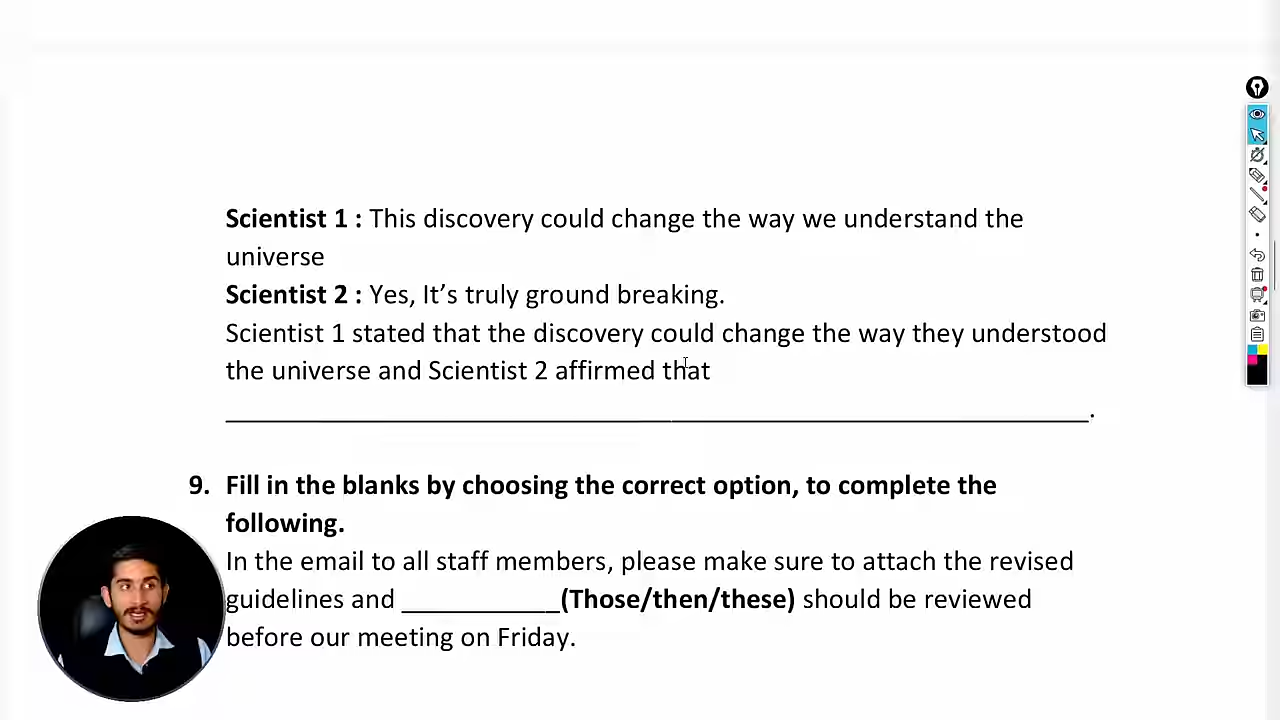 Scientist 1 : This discovery could change the way we understand the
universe
Scientist 2 : Yes, It’s truly ground breaking.
Scientist 1 stated that the discovery could change the way they understood
the universe and Scientist 2 affirmed that
____________________________________________________________.
9. Fill in the blanks by choosing the correct option, to complete the
following.
In the email to all staff members, please make sure to attach the revised
guidelines and ___________(Those/then/these) should be reviewed
before our meeting on Friday.